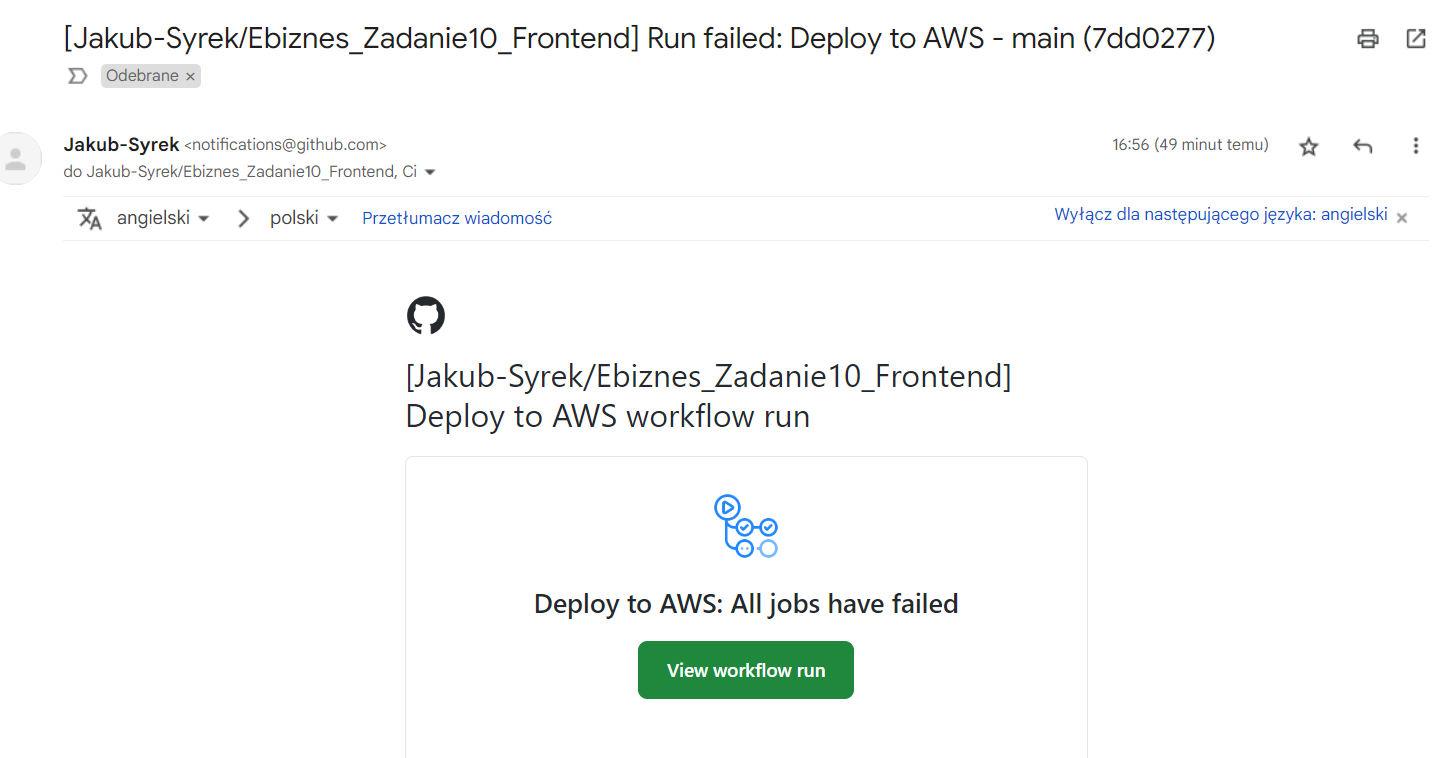 [Jakub-Syrek/Ebiznes_Zadanie10_Frontend] Run failed: Deploy to AWS - main (7dd0277)
Odebrane ×
Jakub-Syrek <notifications@github.com>
16:56 (49 minut temu)
do Jakub-Syrek/Ebiznes_Zadanie10_Frontend, Ci
angielski
polski
Przetłumacz wiadomość
Wyłącz dla następującego języka: angielski ×
[Jakub-Syrek/Ebiznes_Zadanie10_Frontend]
Deploy to AWS workflow run
Deploy to AWS: All jobs have failed
View workflow run